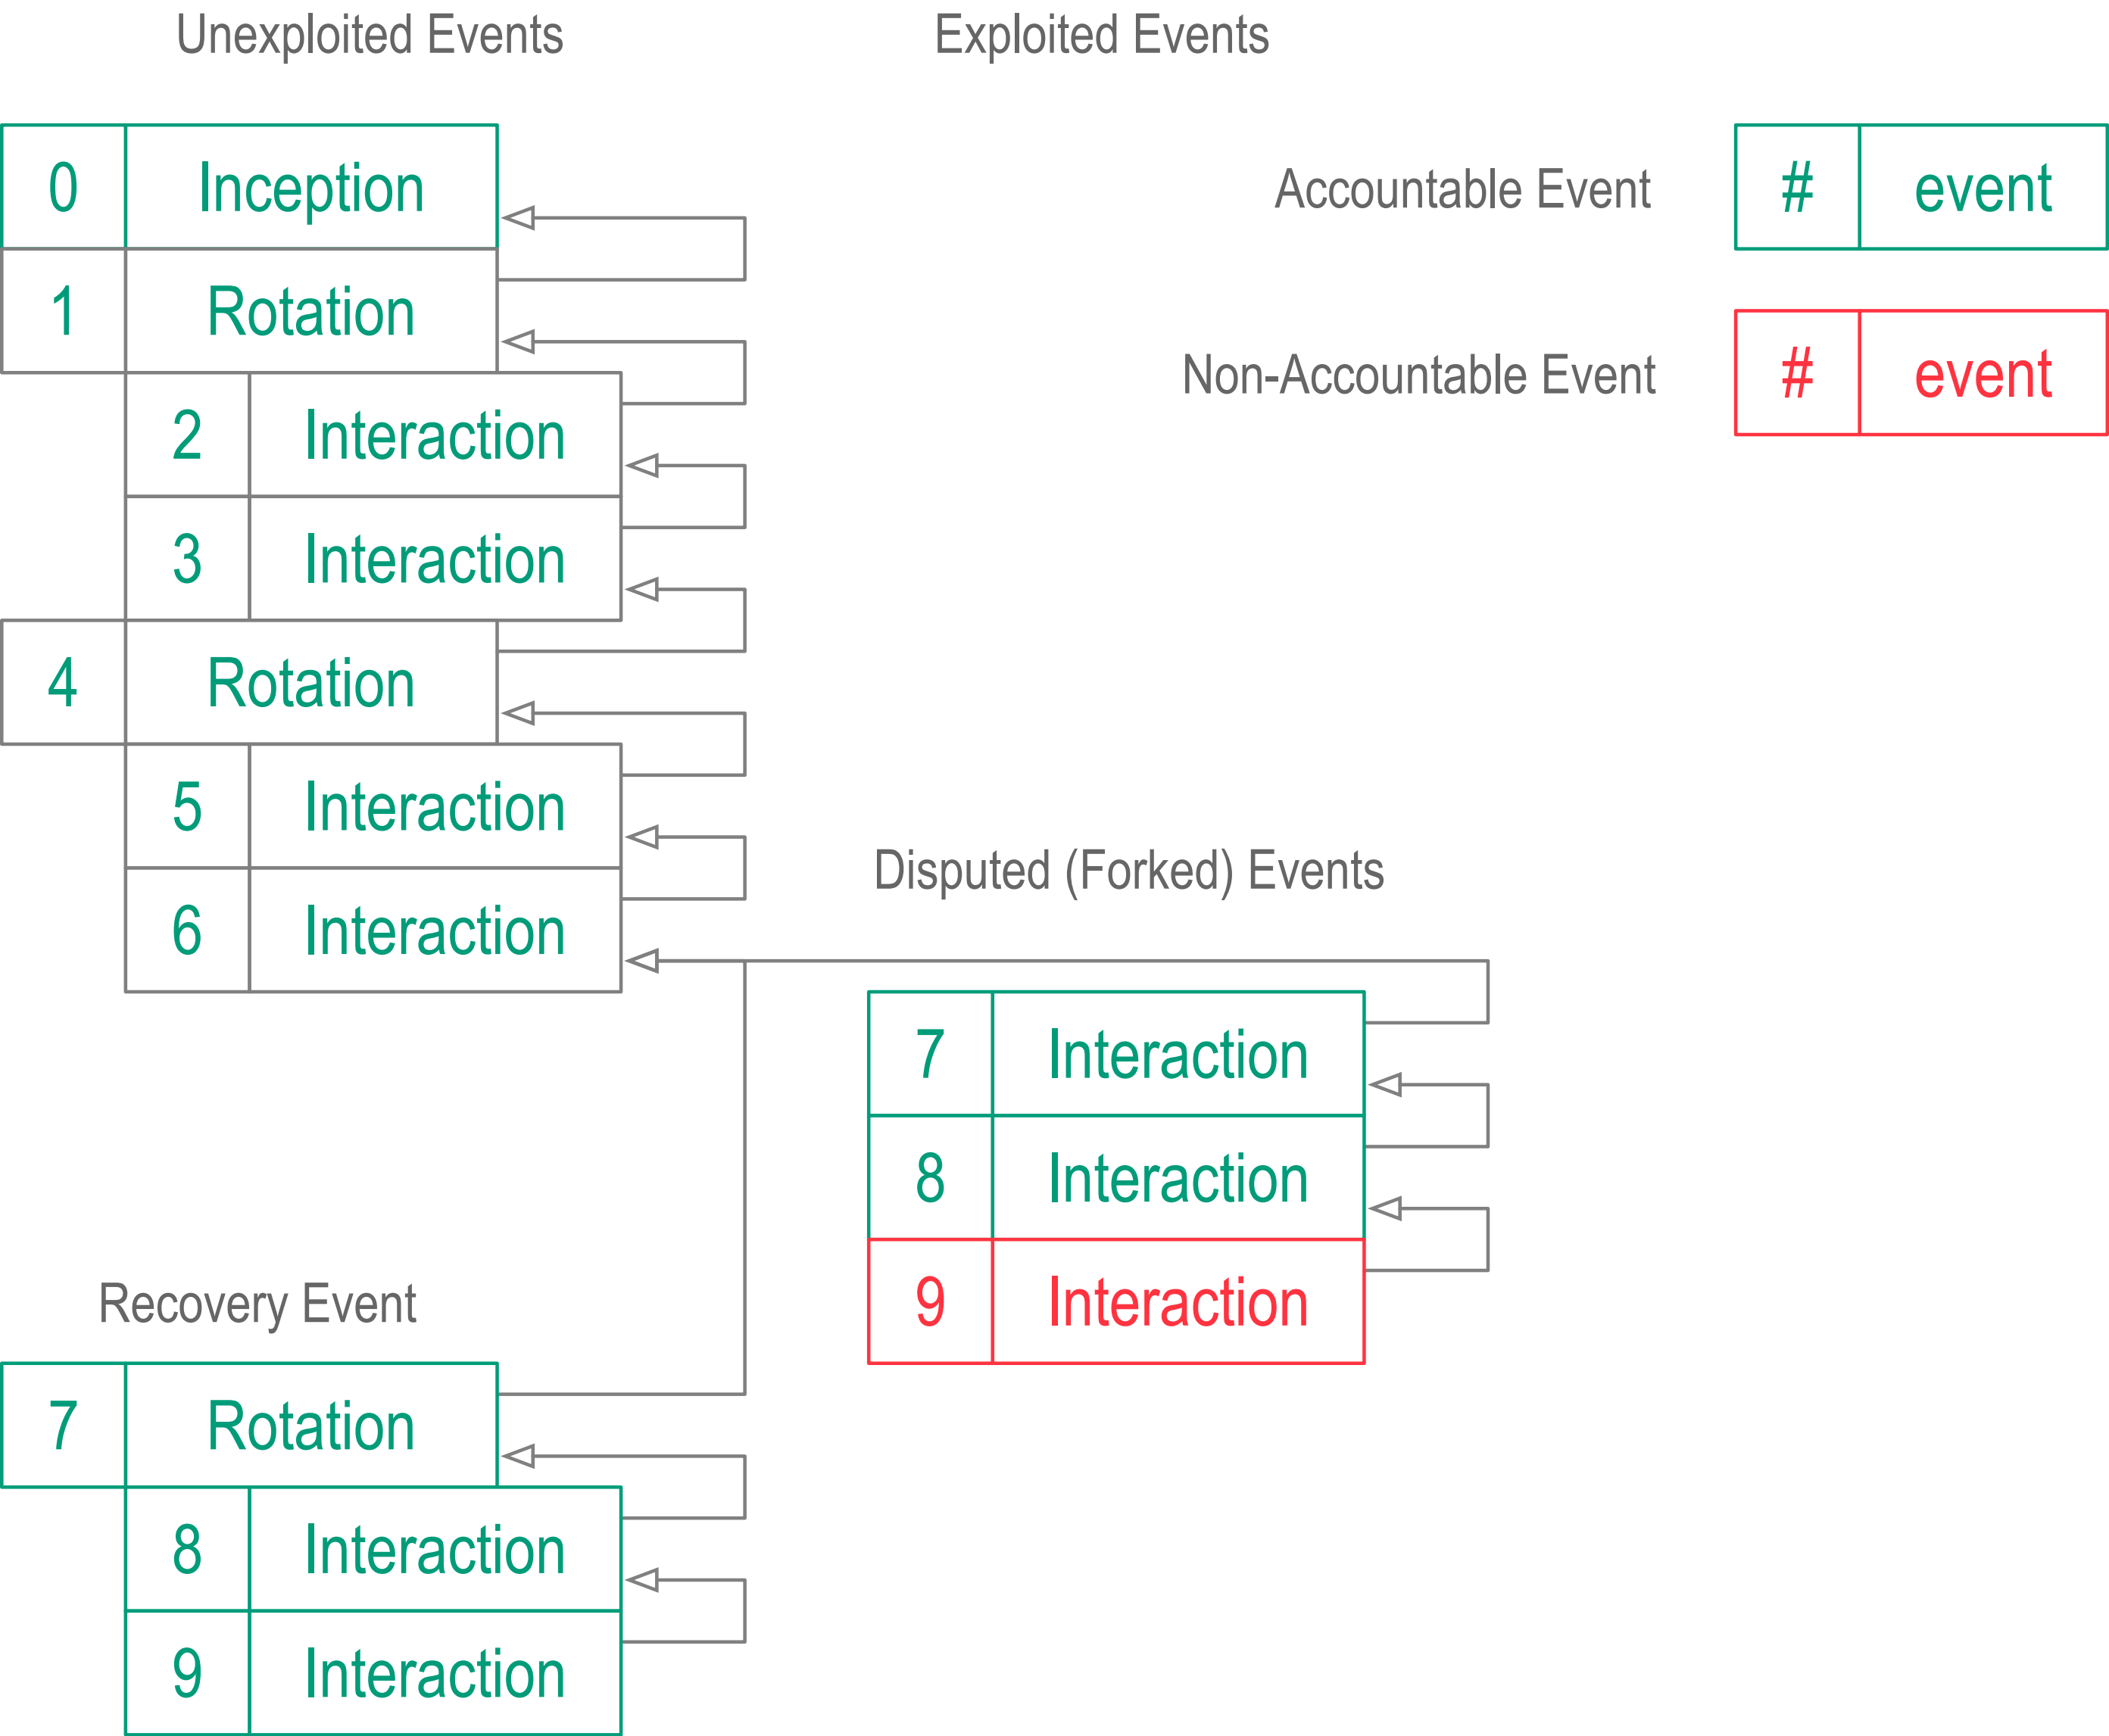 Unexploited Events
Exploited Events
0 Inception
Accountable Event # event
1 Rotation
Non-Accountable Event # event
2 Interaction
3 Interaction
4 Rotation
5 Interaction
Disputed (Forked) Events
6 Interaction
7 Interaction
8 Interaction
9 Interaction
Recovery Event
7 Rotation
8 Interaction
9 Interaction